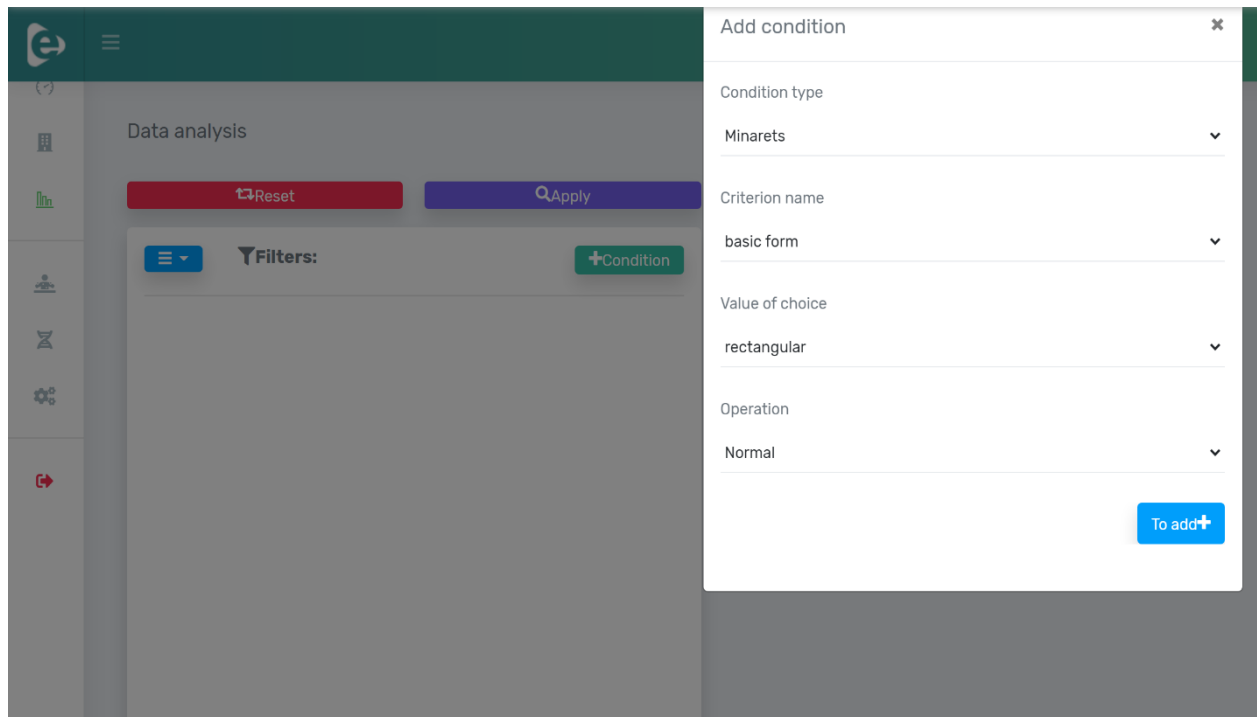 Add condition
Condition type
Data analysis
Minarets
Reset
Apply
Criterion name
Filters:
Condition
basic form
Value of choice
rectangular
Operation
Normal
To add